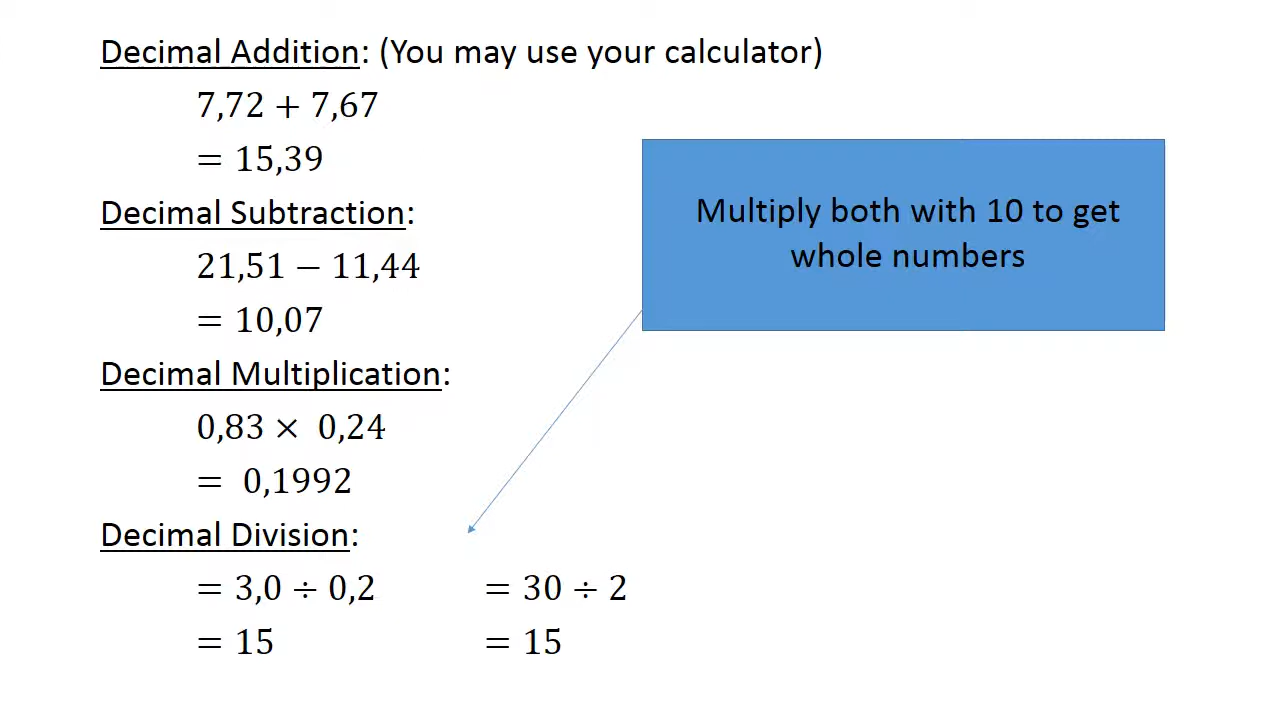 Decimal Addition: (You may use your calculator)
7,72 + 7,67
= 15,39
Decimal Subtraction:
21,51 − 11,44
= 10,07
Decimal Multiplication:
0,83 × 0,24
= 0,1992
Decimal Division:
= 3,0 ÷ 0,2 = 30 ÷ 2
= 15 = 15
Multiply both with 10 to get
whole numbers